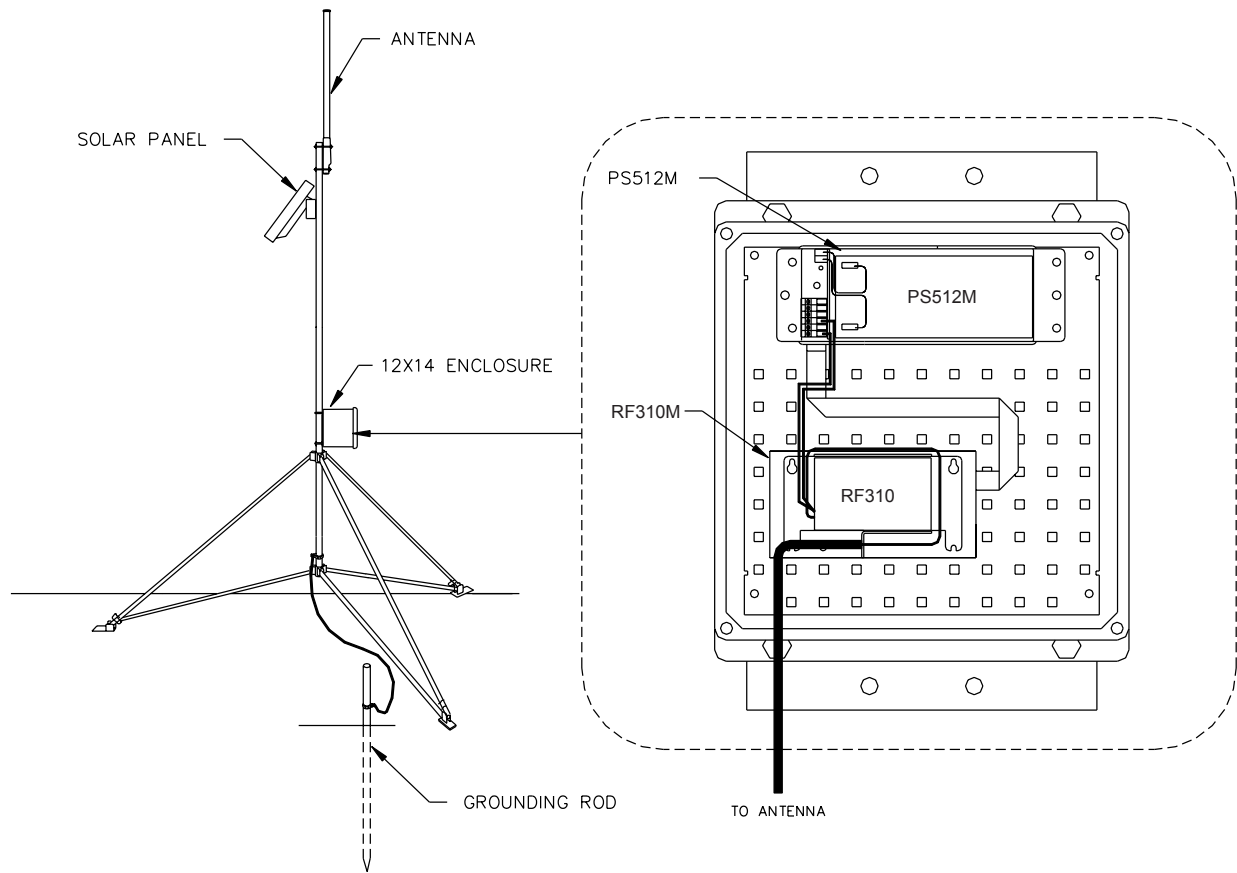 ANTENNA
SOLAR PANEL
PS512M
PS512M
12X14 ENCLOSURE
RF310M
RF310
GROUNDING ROD
TO ANTENNA